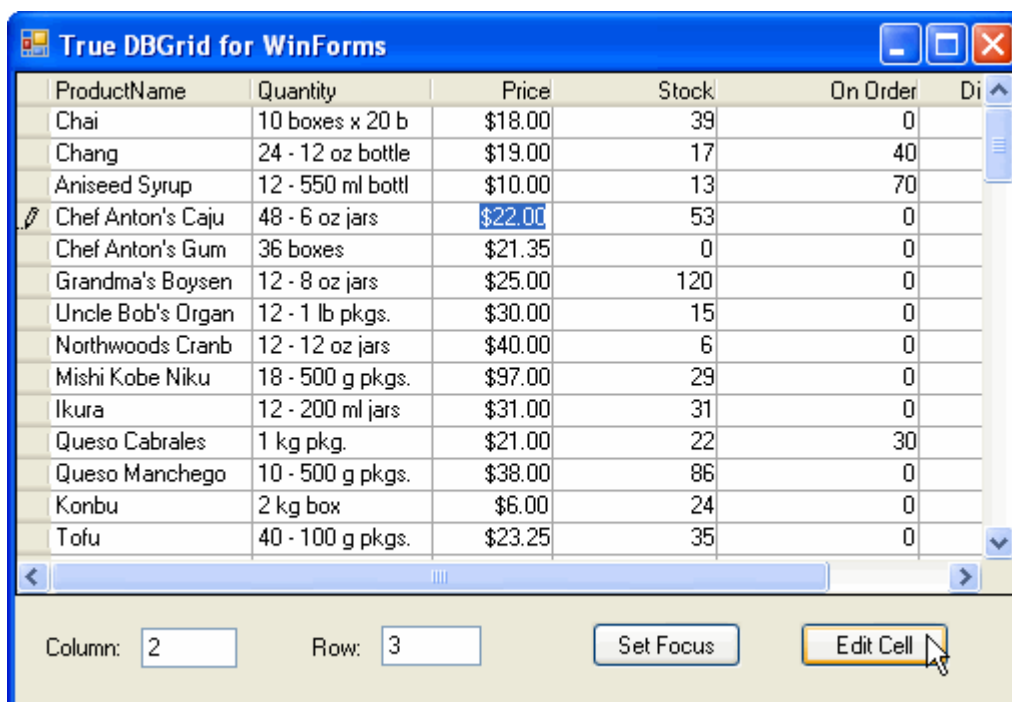 True DBGrid for WinForms
ProductName Quantity Price Stock On Order Di
Chai 10 boxes x 20 b $18.00 39 0
Chang 24 - 12 oz bottle $19.00 17 40
Aniseed Syrup 12 - 550 ml bottl $10.00 13 70
Chef Anton's Caju 48 - 6 oz jars $22.00 53 0
Chef Anton's Gum 36 boxes $21.35 0 0
Grandma's Boysen 12 - 8 oz jars $25.00 120 0
Uncle Bob's Organ 12 - 1 lb pkgs. $30.00 15 0
Northwoods Cranb 12 - 12 oz jars $40.00 6 0
Mishi Kobe Niku 18 - 500 g pkgs. $97.00 29 0
Ikura 12 - 200 ml jars $31.00 31 0
Queso Cabrales 1 kg pkg. $21.00 22 30
Queso Manchego 10 - 500 g pkgs. $38.00 86 0
Konbu 2 kg box $6.00 24 0
Tofu 40 - 100 g pkgs. $23.25 35 0
Column: 2 Row: 3 Set Focus Edit Cell